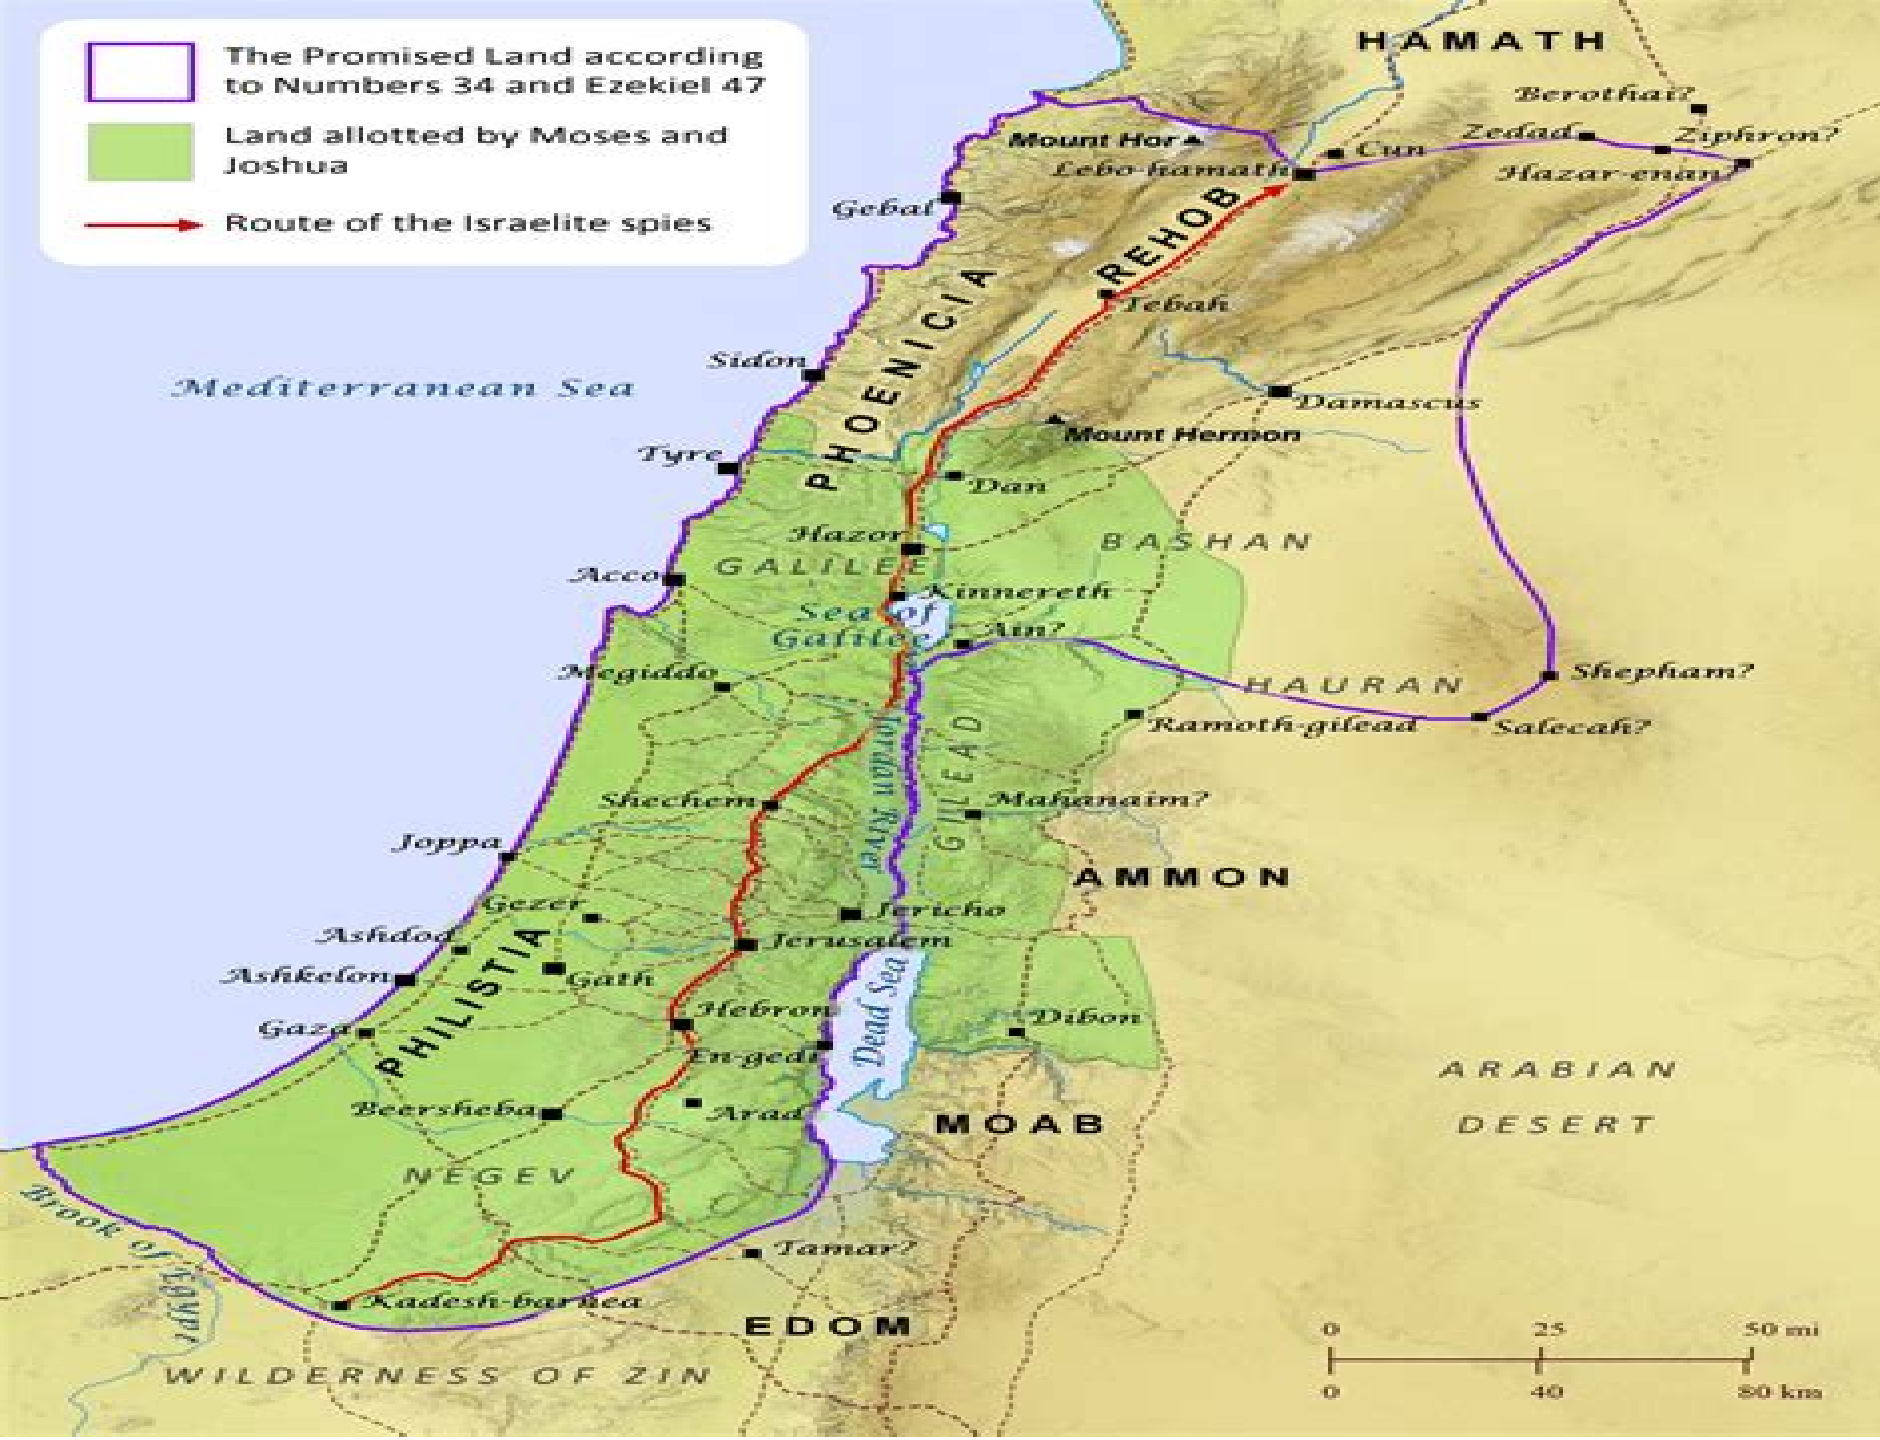 The Promised Land according
to Numbers 34 and Ezekiel 47
Land allotted by Moses and
Joshua
Route of the Israelite spies
HAMATH
Berothai?
Zedad
Ziphron?
Mount Hor
Cun
Lebo-hamath
Hazar-enan?
Gebal
REHOB
Tebah
PHOENICIA
Sidon
Mediterranean Sea
Damascus
Mount Hermon
Tyre
Dan
Hazor
BASHAN
GALILEE
Acco
Kinnereth
Sea of
Galilee
Ain?
Megiddo
HAURAN
Shepham?
Ramoth-gilead
Salecah?
Jordan River
GILEAD
Shechem
Mahanaim?
Joppa
AMMON
Gezer
Jericho
Ashdod
Jerusalem
PHILISTIA
Ashkelon
Gath
Dead Sea
Hebron
Dibon
Gaza
En-gedi
ARABIAN
DESERT
Beersheba
Arad
MOAB
NEGEV
Brook of
Egypt
Tamar?
Kadesh-barnea
EDOM
WILDERNESS OF ZIN
0 25 50 mi
0 40 80 km